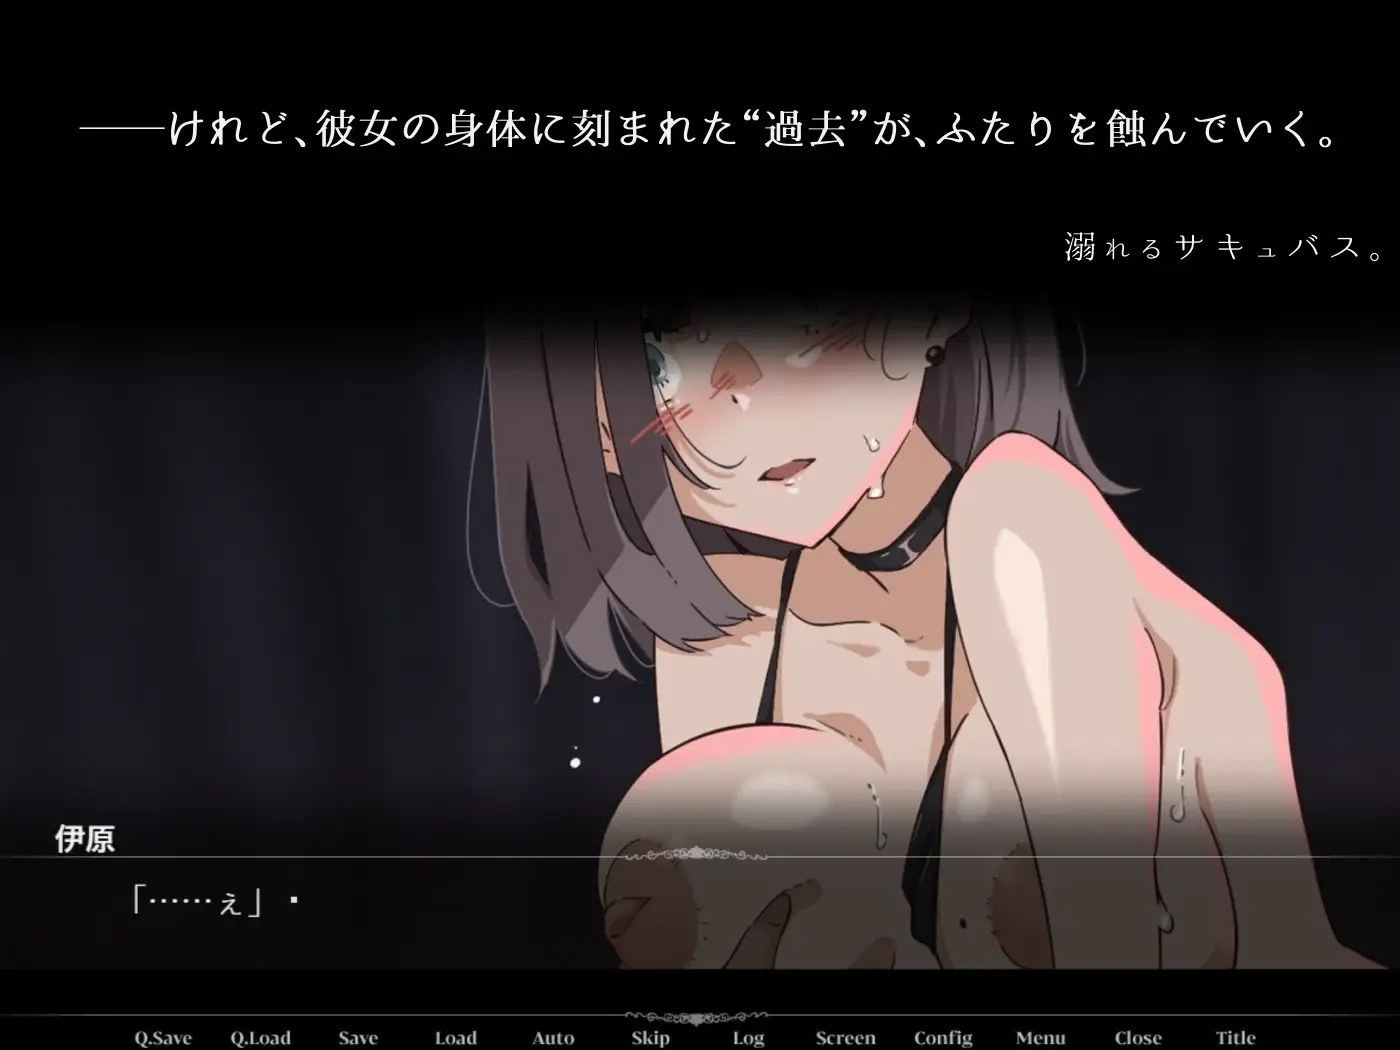 ──けれど、彼女の身体に刻まれた“過去”が、ふたりを蝕んでいく。
溺れるサキュバス。
伊原
「……ぇ」
Q.Save Q.Load Save Load Auto Skip Log Screen Config Menu Close Title